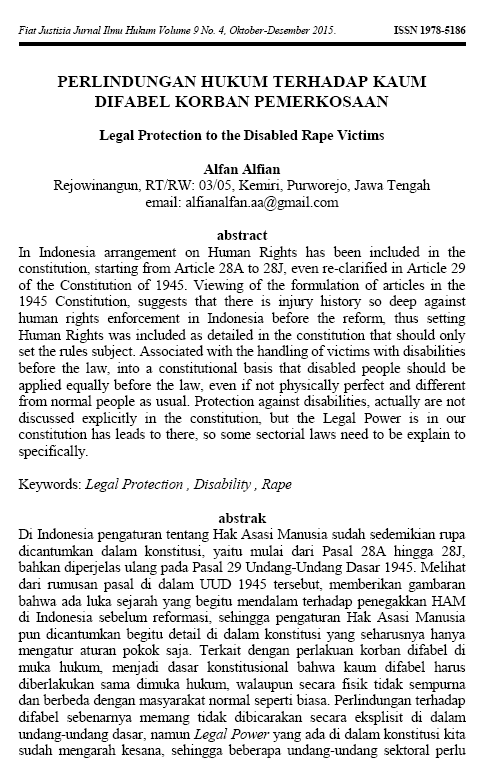 Fiat Justisia Jurnal Ilmu Hukum Volume 9 No. 4, Oktober-Desember 2015. ISSN 1978-5186
PERLINDUNGAN HUKUM TERHADAP KAUM
DIFABEL KORBAN PEMERKOSAAN
Legal Protection to the Disabled Rape Victims
Alfan Alfian
Rejowinangun, RT/RW: 03/05, Kemiri, Purworejo, Jawa Tengah
email: alfianalfan.aa@gmail.com
abstract
In Indonesia arrangement on Human Rights has been included in the
constitution, starting from Article 28A to 28J, even re-clarified in Article 29
of the Constitution of 1945. Viewing of the formulation of articles in the
1945 Constitution, suggests that there is injury history so deep against
human rights enforcement in Indonesia before the reform, thus setting
Human Rights was included as detailed in the constitution that should only
set the rules subject. Associated with the handling of victims with disabilities
before the law, into a constitutional basis that disabled people should be
applied equally before the law, even if not physically perfect and different
from normal people as usual. Protection against disabilities, actually are not
discussed explicitly in the constitution, but the Legal Power is in our
constitution has leads to there, so some sectorial laws need to be explain to
specifically.
Keywords: Legal Protection , Disability , Rape
abstrak
Di Indonesia pengaturan tentang Hak Asasi Manusia sudah sedemikian rupa
dicantumkan dalam konstitusi, yaitu mulai dari Pasal 28A hingga 28J,
bahkan diperjelas ulang pada Pasal 29 Undang-Undang Dasar 1945. Melihat
dari rumusan pasal di dalam UUD 1945 tersebut, memberikan gambaran
bahwa ada luka sejarah yang begitu mendalam terhadap penegakkan HAM
di Indonesia sebelum reformasi, sehingga pengaturan Hak Asasi Manusia
pun dicantumkan begitu detail di dalam konstitusi yang seharusnya hanya
mengatur aturan pokok saja. Terkait dengan perlakuan korban difabel di
muka hukum, menjadi dasar konstitusional bahwa kaum difabel harus
diberlakukan sama dimuka hukum, walaupun secara fisik tidak sempurna
dan berbeda dengan masyarakat normal seperti biasa. Perlindungan terhadap
difabel sebenarnya memang tidak dibicarakan secara eksplisit di dalam
undang-undang dasar, namun Legal Power yang ada di dalam konstitusi kita
sudah mengarah kesana, sehingga beberapa undang-undang sektoral perlu